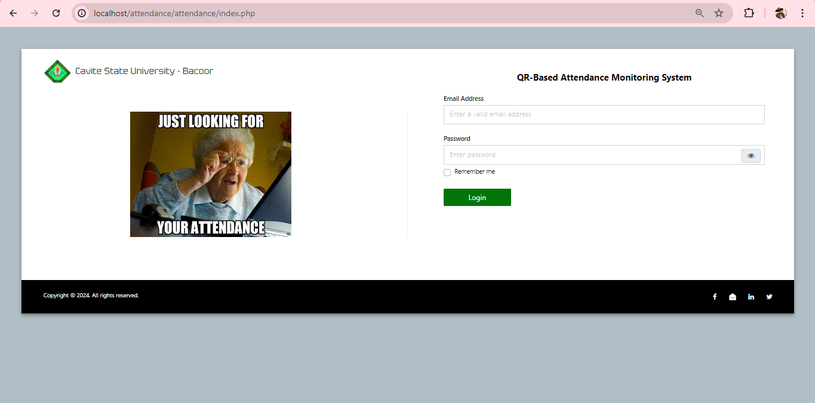 localhost/attendance/attendance/index.php
Cavite State University - Bacoor
JUST LOOKING FOR
YOUR ATTENDANCE
QR-Based Attendance Monitoring System
Email Address
Enter a valid email address
Password
Enter password
Remember me
Login
Copyright © 2024. All rights reserved.